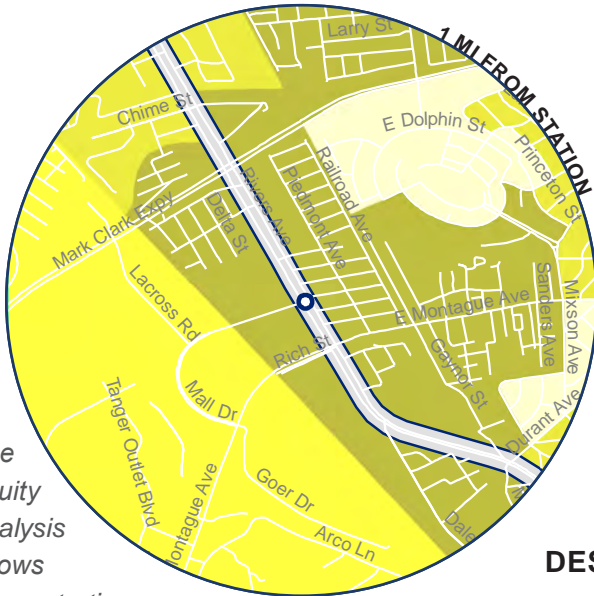 Larry St
1 MI FROM STATION
Chime St
E Dolphin St
Princeton St
Railroad Ave
Piedmont Ave
Rivers Ave
Delta St
Mark Clark Expy
Lacross Rd
E Montague Ave
Sanders Ave
Mixson Ave
Rich St
Gaynor St
Mall Dr
Tanger Outlet Blvd
Durant Ave
Goer Dr
ontague Ave
Arco Ln
Dale
e
uity
alysis
ows
DES